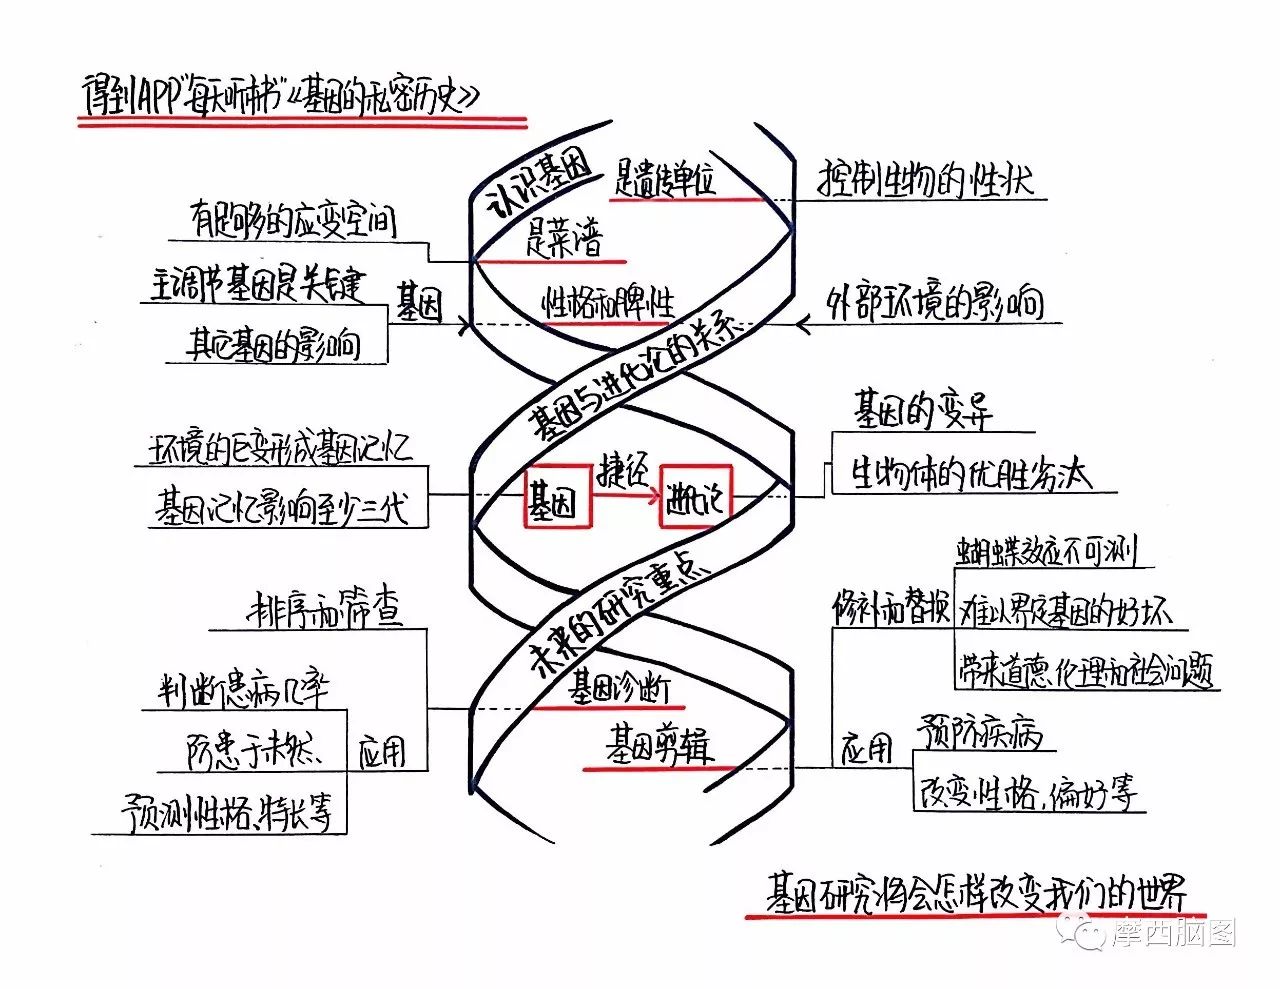 得到APP"每天听本书"《基因的私密历史》
认识基因
是遗传单位
控制生物的性状
有足够的应变空间
是菜谱
主调节基因是关键
其它基因的影响
基因
性格和脾性
外部环境的影响
基因与进化论的关系
基因的变异
生物体的优胜劣汰
环境的巨变形成基因记忆
基因记忆影响至少三代
基因
捷径
进化论
未来的研究重点
蝴蝶效应不可测
修补和替换
难以界定基因的好坏
带来道德、伦理和社会问题
排序和筛查
基因诊断
判断患病几率
防患于未然、
应用
预测性格、特长等
基因剪辑
应用
预防疾病
改变性格、偏好等
基因研究将会怎样改变我们的世界
摩西脑图